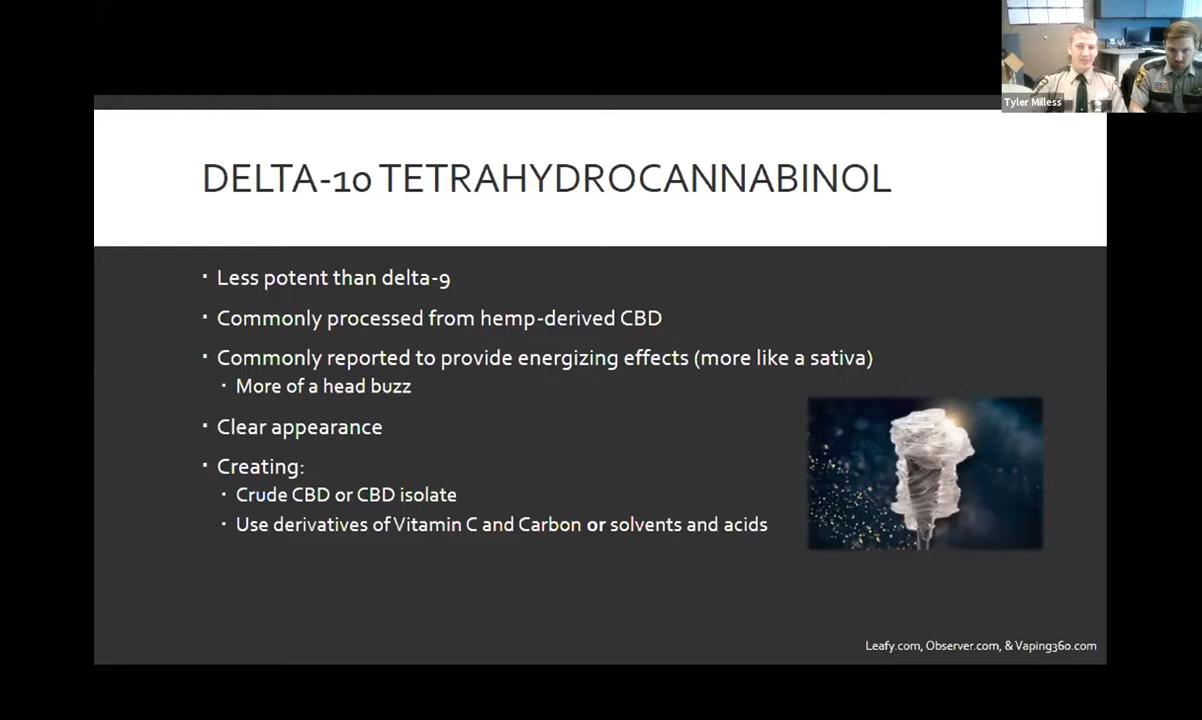 Tyler Milless
DELTA-10 TETRAHYDROCANNABINOL
▪ Less potent than delta-9
▪ Commonly processed from hemp-derived CBD
▪ Commonly reported to provide energizing effects (more like a sativa)
▪ More of a head buzz
▪ Clear appearance
▪ Creating:
▪ Crude CBD or CBD isolate
▪ Use derivatives of Vitamin C and Carbon or solvents and acids
Leafy.com, Observer.com, & Vaping360.com